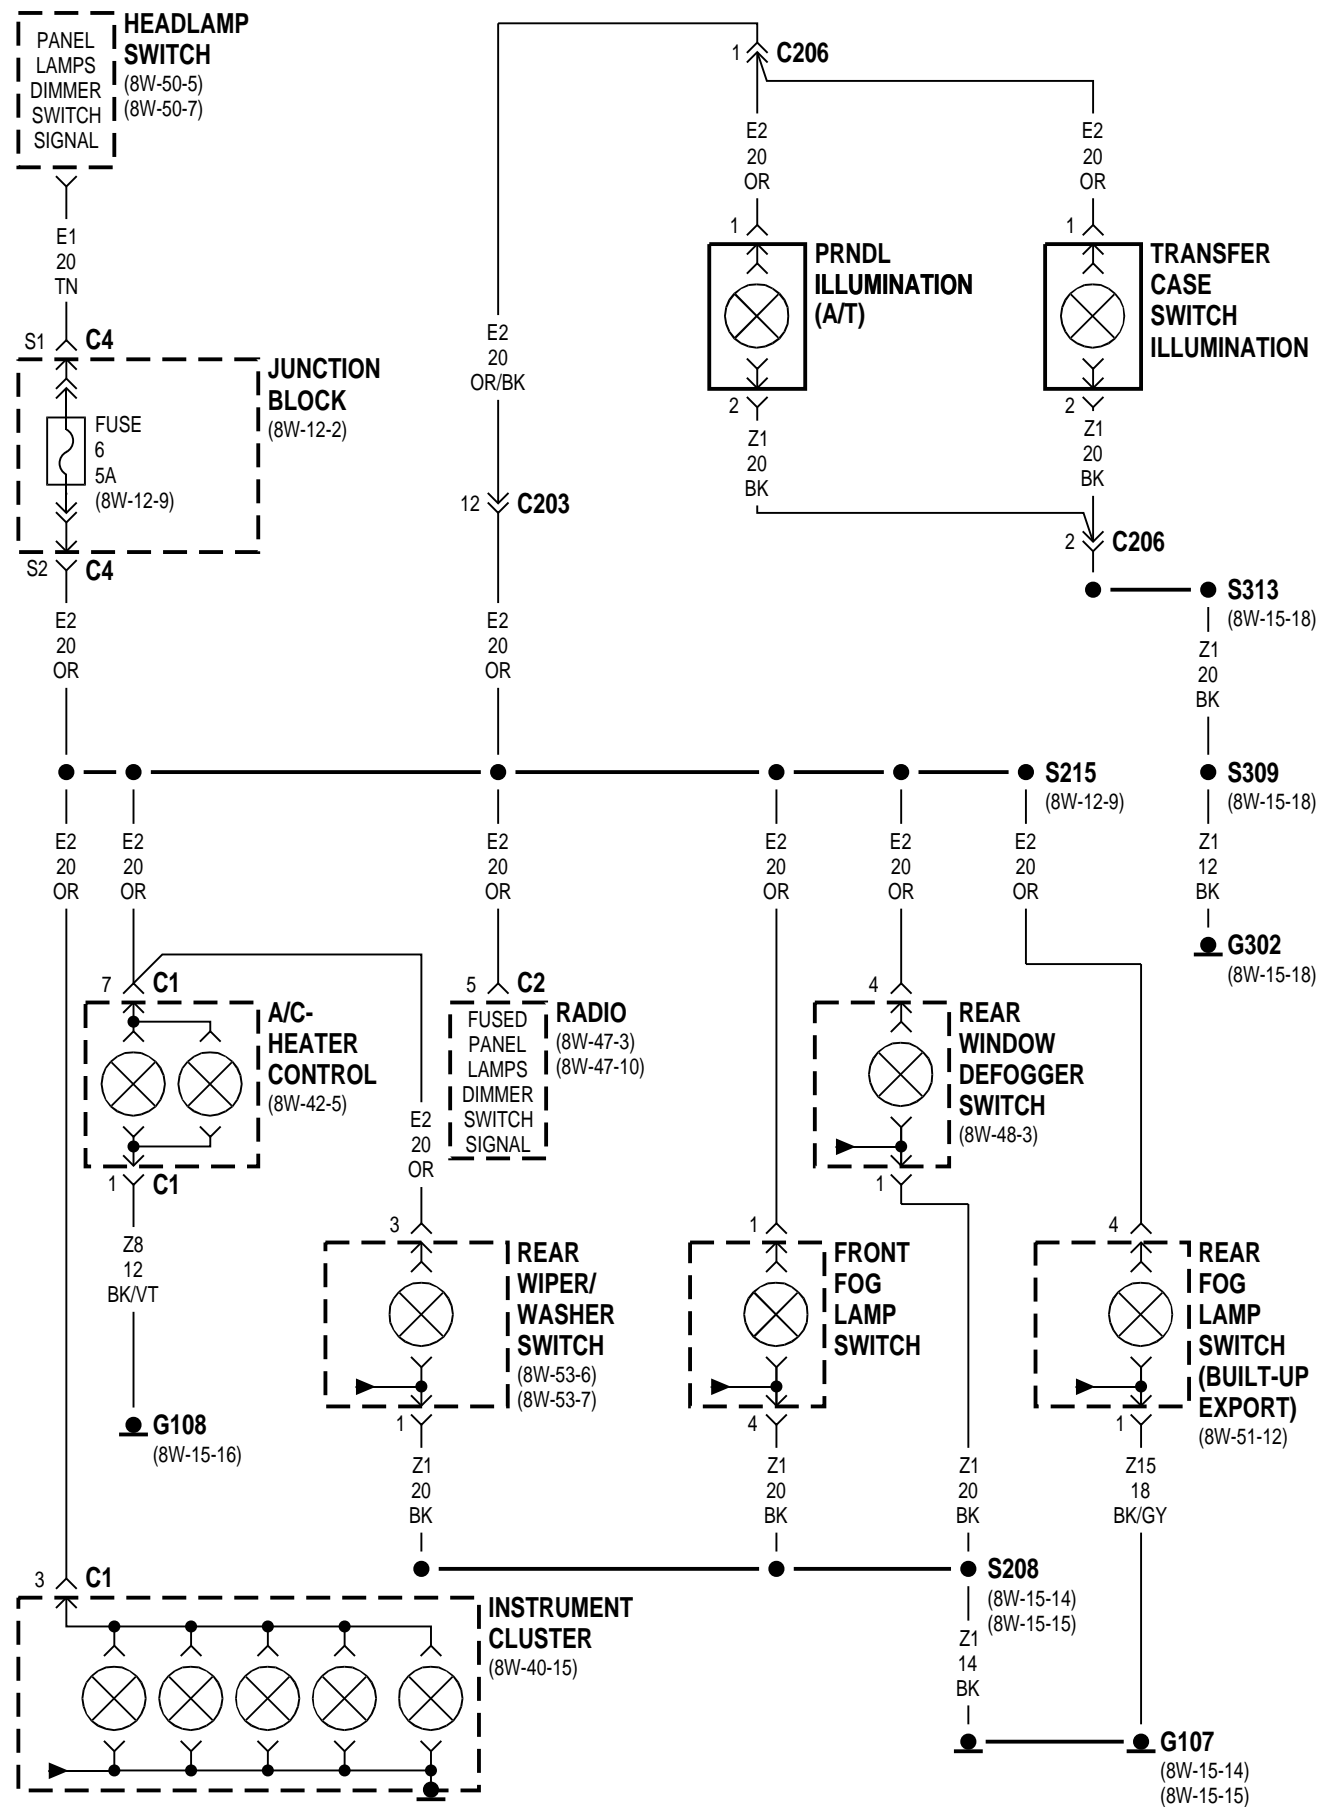 HEADLAMP
SWITCH
(8W-50-5)
(8W-50-7)
PANEL
LAMPS
DIMMER
SWITCH
SIGNAL
E1
20
TN
S1
C4
JUNCTION
BLOCK
(8W-12-2)
FUSE
6
5A
(8W-12-9)
S2
C4
E2
20
OR
1
C206
E2
20
OR
E2
20
OR
1
PRNDL
ILLUMINATION
(A/T)
1
TRANSFER
CASE
SWITCH
ILLUMINATION
E2
20
OR/BK
12
C203
E2
20
OR
2
Z1
20
BK
2
Z1
20
BK
2
C206
S313
(8W-15-18)
Z1
20
BK
S215
(8W-12-9)
S309
(8W-15-18)
Z1
12
BK
G302
(8W-15-18)
E2
20
OR
E2
20
OR
E2
20
OR
E2
20
OR
E2
20
OR
E2
20
OR
7
C1
A/C-
HEATER
CONTROL
(8W-42-5)
1
C1
Z8
12
BK/VT
G108
(8W-15-16)
E2
20
OR
5
C2
FUSED
PANEL
LAMPS
DIMMER
SWITCH
SIGNAL
RADIO
(8W-47-3)
(8W-47-10)
4
REAR
WINDOW
DEFOGGER
SWITCH
(8W-48-3)
1
3
REAR
WIPER/
WASHER
SWITCH
(8W-53-6)
(8W-53-7)
1
Z1
20
BK
1
FRONT
FOG
LAMP
SWITCH
4
Z1
20
BK
Z1
20
BK
4
REAR
FOG
LAMP
SWITCH
(BUILT-UP
EXPORT)
(8W-51-12)
1
Z15
18
BK/GY
S208
(8W-15-14)
(8W-15-15)
Z1
14
BK
G107
(8W-15-14)
(8W-15-15)
3
C1
INSTRUMENT
CLUSTER
(8W-40-15)